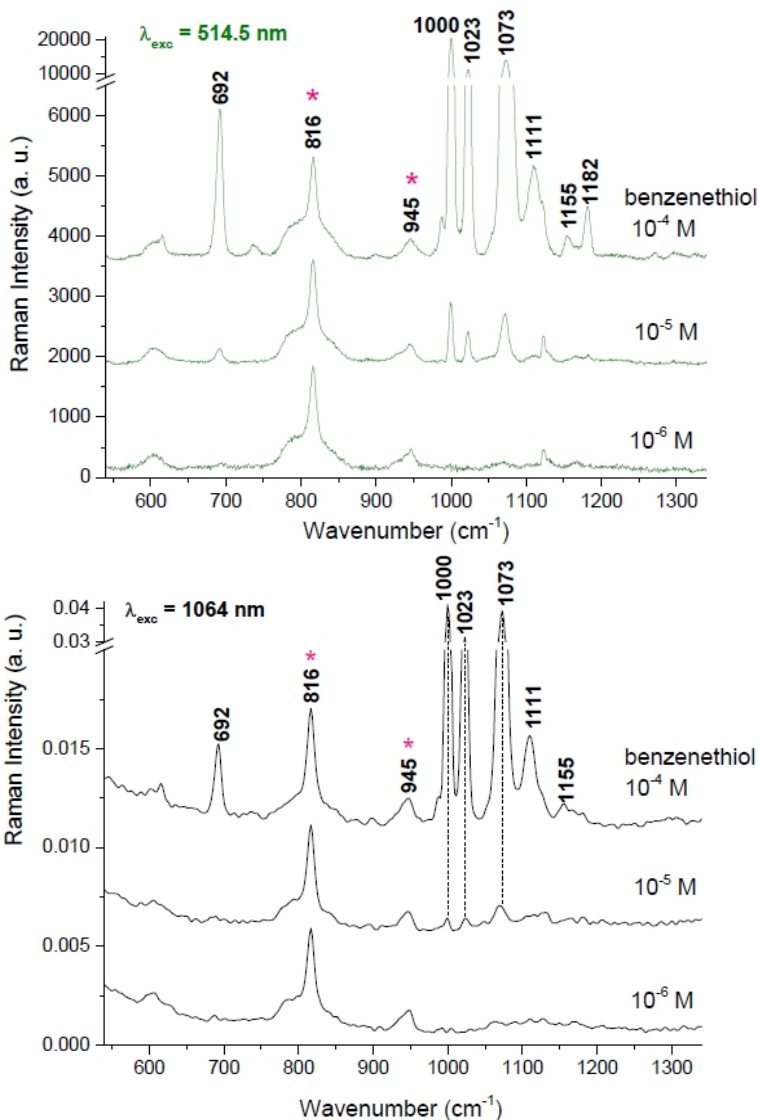 λexc = 514.5 nm
20000
10000
6000
5000
4000
3000
2000
1000
0
Raman Intensity (a. u.)
692
*
816
*
945
1000
1023
1073
1111
1155
1182
benzenethiol
10⁻⁴ M
10⁻⁵ M
10⁻⁶ M
600 700 800 900 1000 1100 1200 1300
Wavenumber (cm⁻¹)
λexc = 1064 nm
0.04
0.03
0.015
0.010
0.005
0.000
Raman Intensity (a. u.)
692
*
816
*
945
1000
1023
1073
1111
1155
benzenethiol
10⁻⁴ M
10⁻⁵ M
10⁻⁶ M
600 700 800 900 1000 1100 1200 1300
Wavenumber (cm⁻¹)